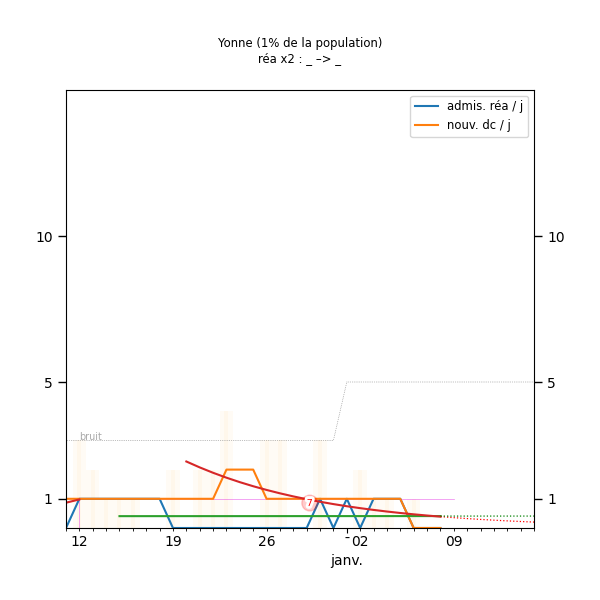 Yonne (1% de la population)
réa x2 : _ –> _
admis. réa / j
nouv. dc / j
10 10
5 5
bruit
1 7 1
12 19 26 02 09
janv.